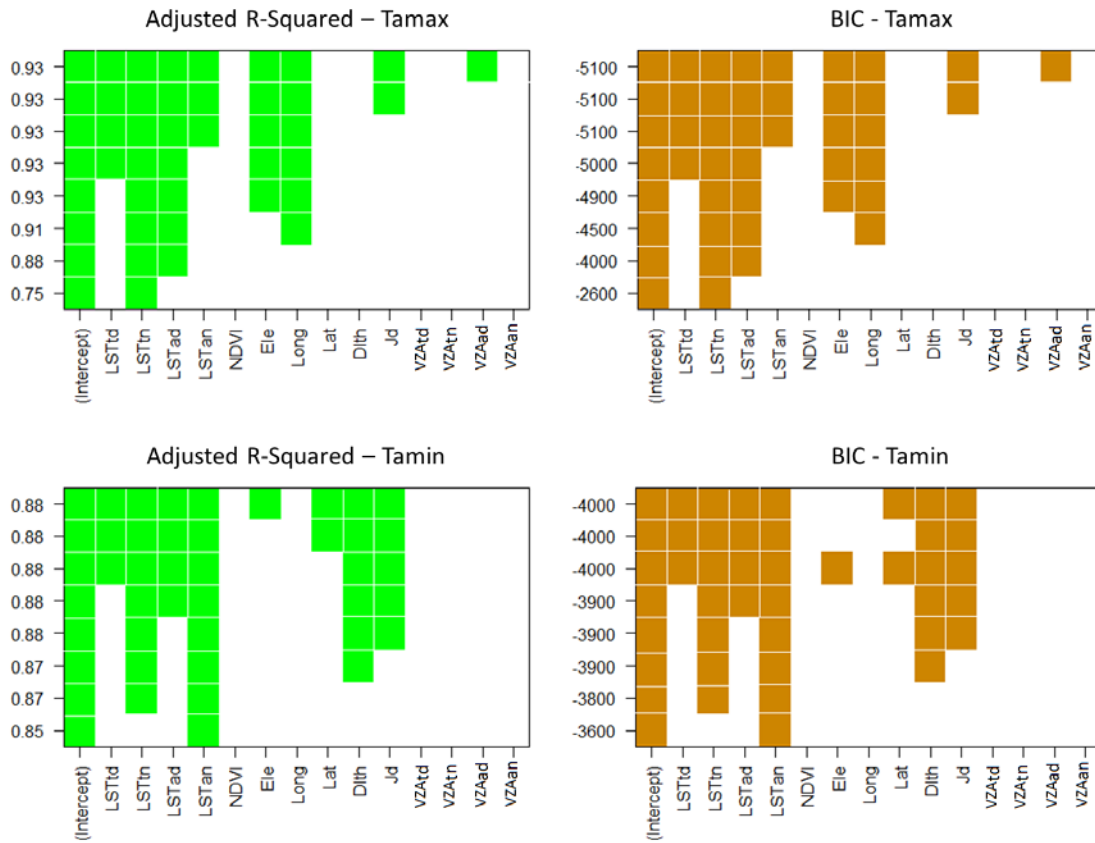 Adjusted R-Squared – Tamax
0.93
0.93
0.93
0.93
0.93
0.91
0.88
0.75
(Intercept)
LSTtd
LSTtn
LSTad
LSTan
NDVI
Ele
Long
Lat
Dlth
Jd
VZAtd
VZAtn
VZAad
VZAan
BIC - Tamax
-5100
-5100
-5100
-5000
-4900
-4500
-4000
-2600
(Intercept)
LSTtd
LSTtn
LSTad
LSTan
NDVI
Ele
Long
Lat
Dlth
Jd
VZAtd
VZAtn
VZAad
VZAan
Adjusted R-Squared – Tamin
0.88
0.88
0.88
0.88
0.88
0.87
0.87
0.85
(Intercept)
LSTtd
LSTtn
LSTad
LSTan
NDVI
Ele
Long
Lat
Dlth
Jd
VZAtd
VZAtn
VZAad
VZAan
BIC - Tamin
-4000
-4000
-4000
-3900
-3900
-3900
-3800
-3600
(Intercept)
LSTtd
LSTtn
LSTad
LSTan
NDVI
Ele
Long
Lat
Dlth
Jd
VZAtd
VZAtn
VZAad
VZAan